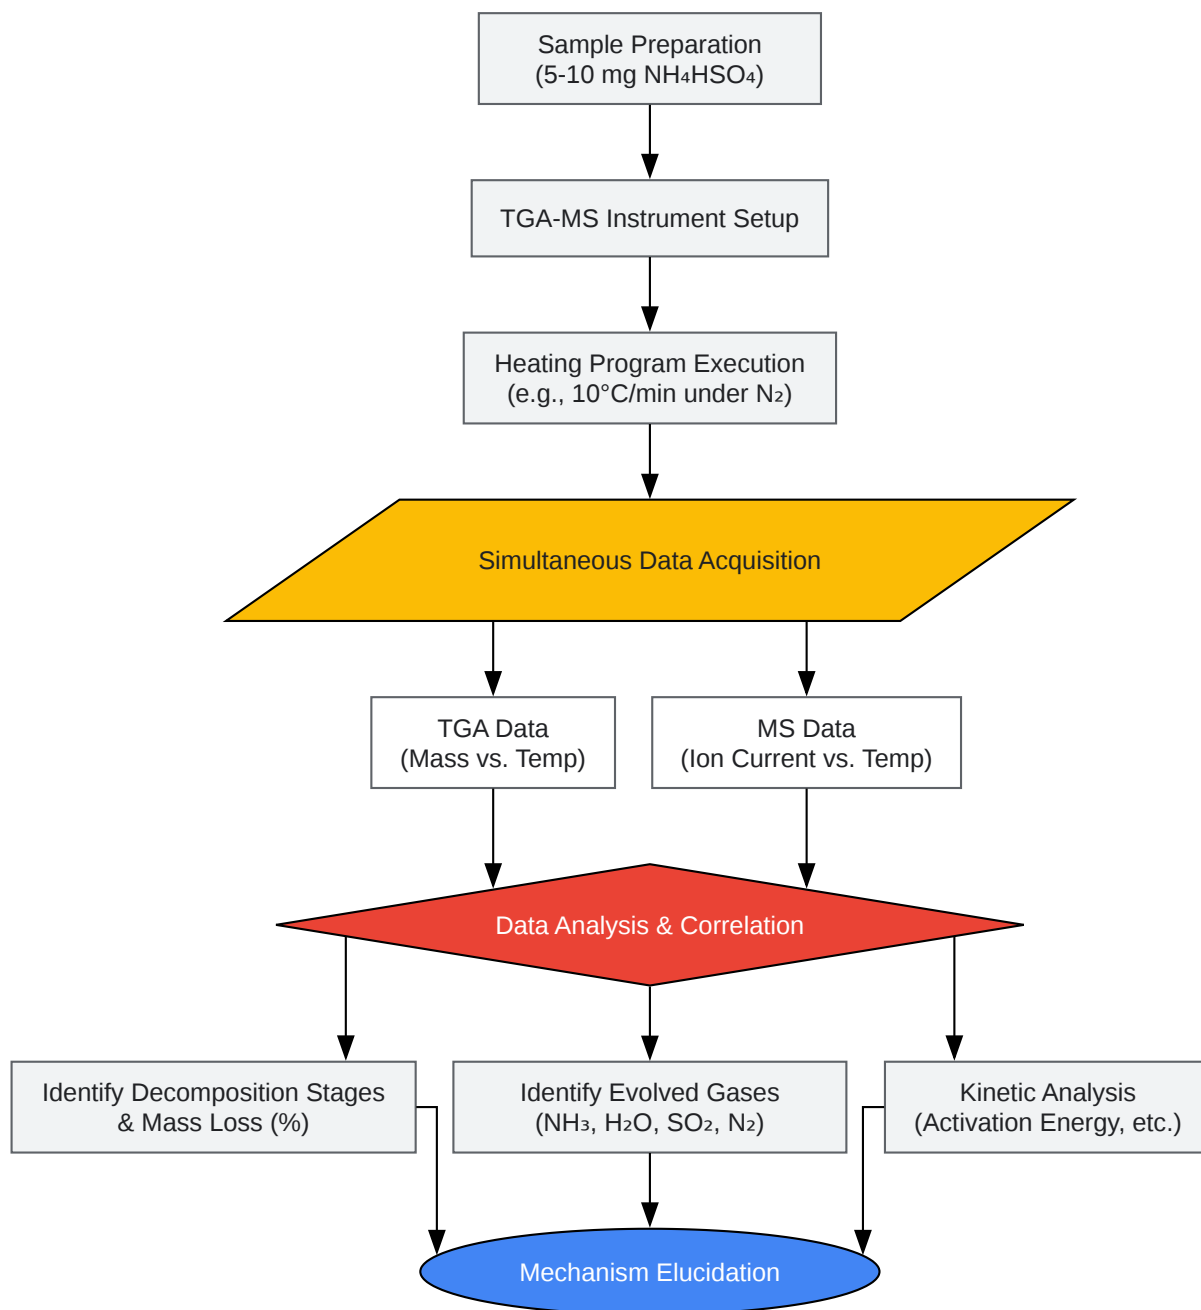 Sample Preparation
(5-10 mg NH₄HSO₄)
TGA-MS Instrument Setup
Heating Program Execution
(e.g., 10°C/min under N₂)
Simultaneous Data Acquisition
TGA Data
(Mass vs. Temp)
MS Data
(Ion Current vs. Temp)
Data Analysis & Correlation
Identify Decomposition Stages
& Mass Loss (%)
Identify Evolved Gases
(NH₃, H₂O, SO₂, N₂)
Kinetic Analysis
(Activation Energy, etc.)
Mechanism Elucidation